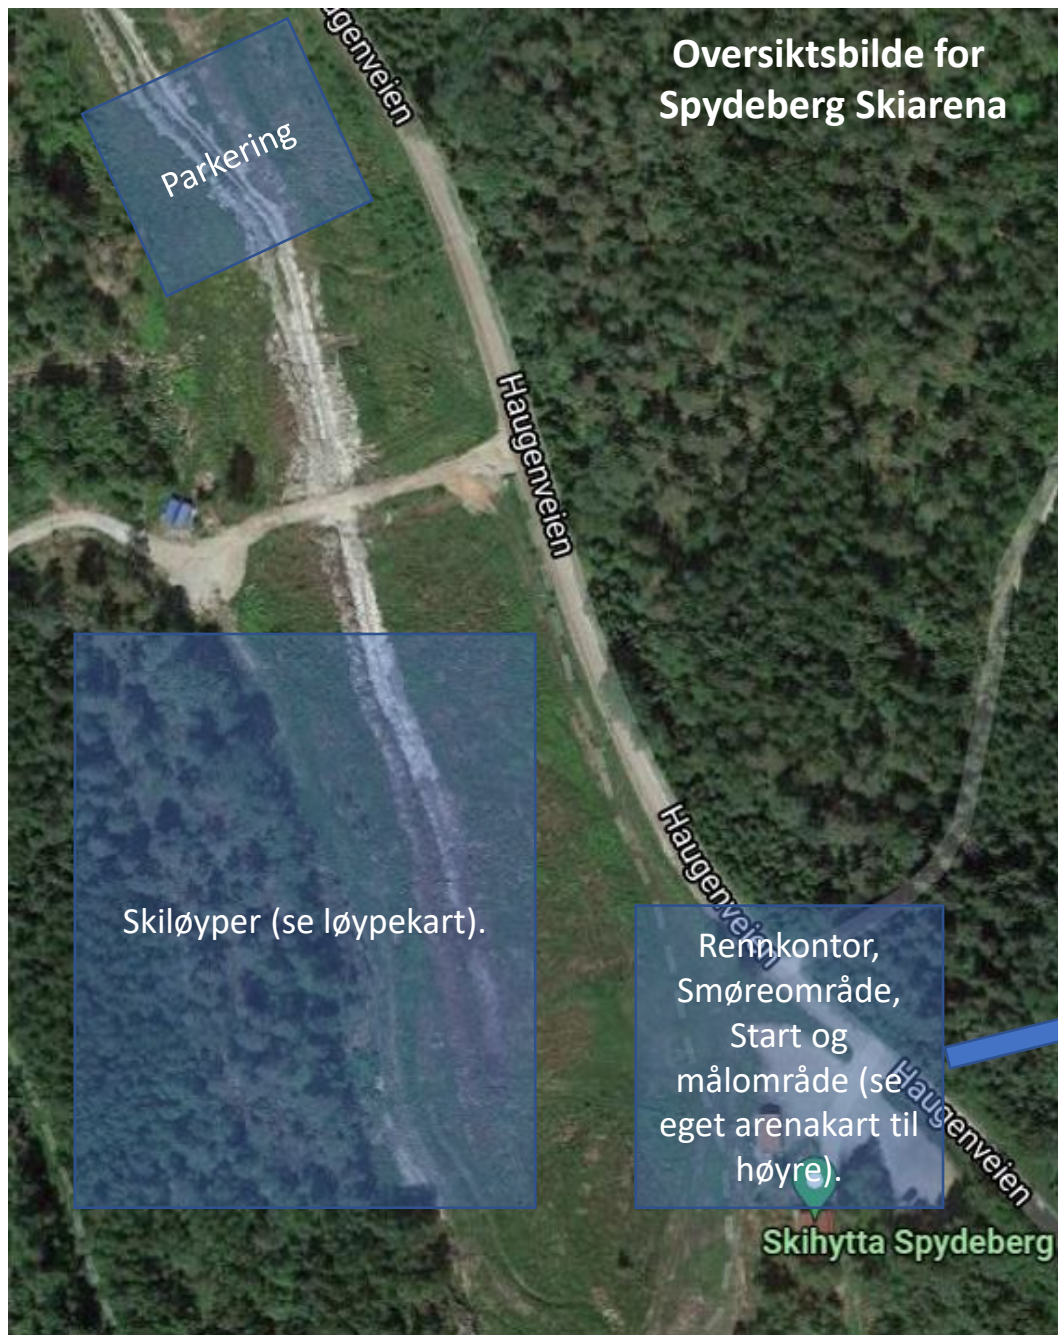 Oversiktsbilde for
Spydeberg Skiarena
ugenveien
Parkering
Haugenveien
Haugenveien
Skiløyper (se løypekart).
Rennkontor,
Smøreområde,
Start og
målområde (se
eget arenakart til
høyre).
Haugenveien
Skihytta Spydeberg